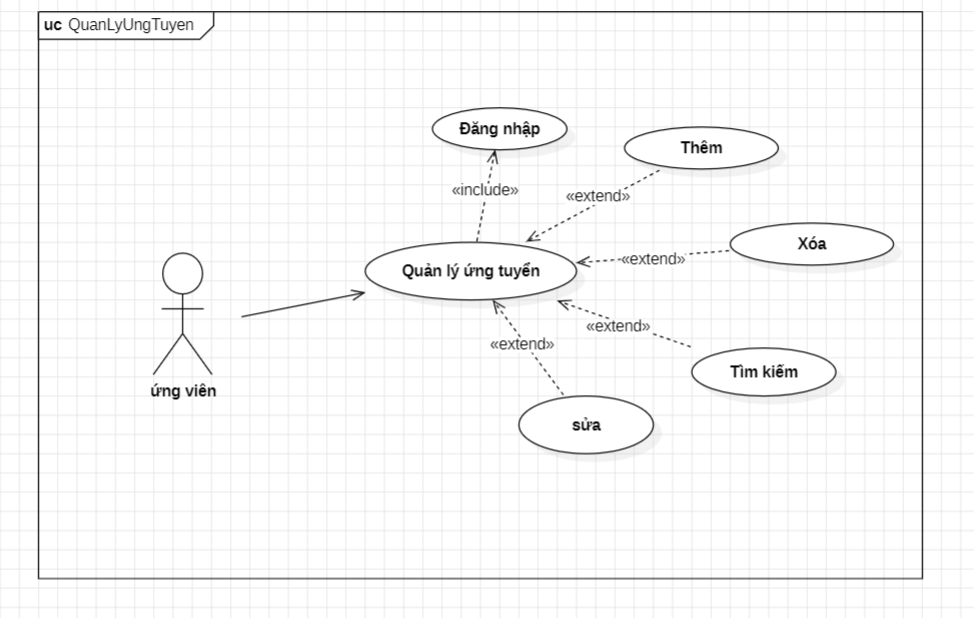 uc QuanLyUngTuyen
Đăng nhập
Thêm
«include»
«extend»
Xóa
«extend»
Quản lý ứng tuyển
«extend»
«extend»
Tìm kiếm
ứng viên
sửa